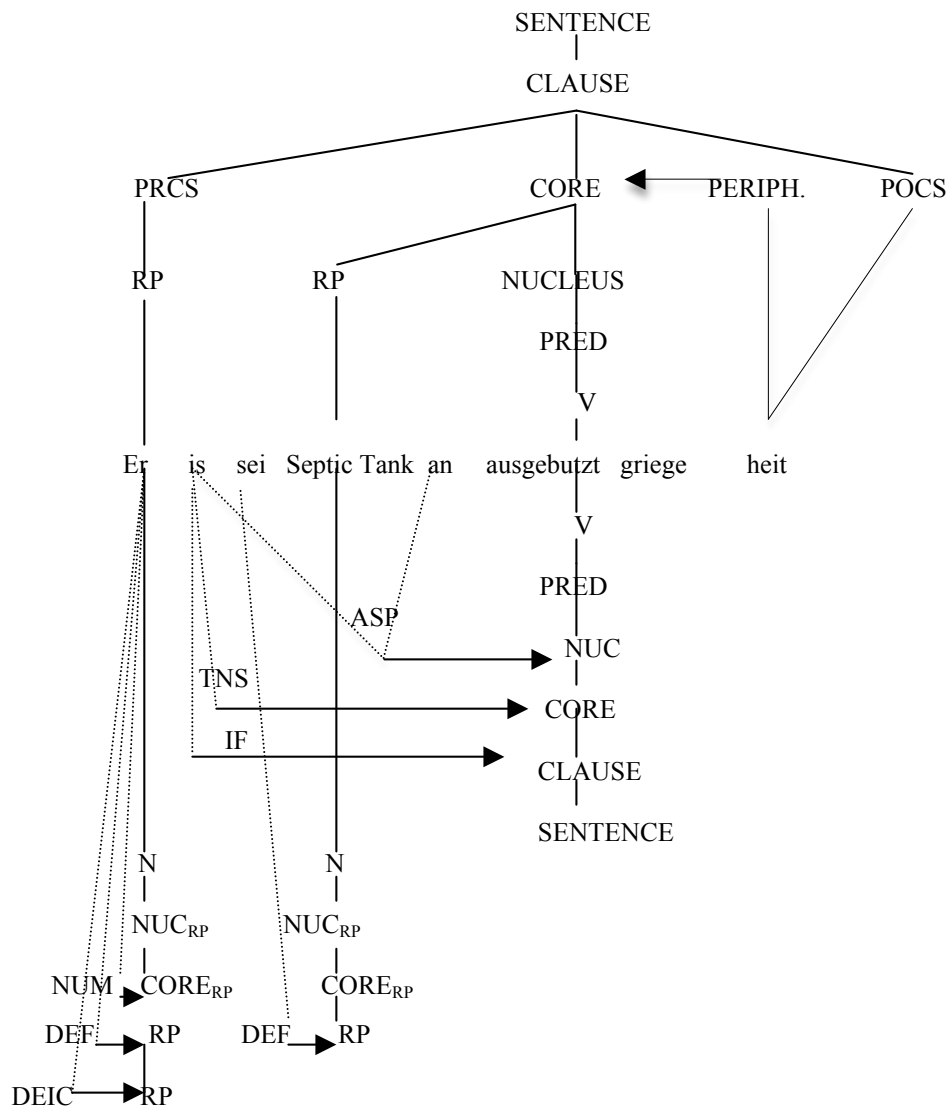 SENTENCE
CLAUSE
PRCS CORE PERIPH. POCS
RP RP NUCLEUS
PRED
V
Er is sei Septic Tank an ausgebutzt griege heit
V
PRED
ASP
NUC
TNS
CORE
IF
CLAUSE
SENTENCE
N N
NUCRP NUCRP
NUM CORERP CORERP
DEF RP DEF RP
DEIC RP